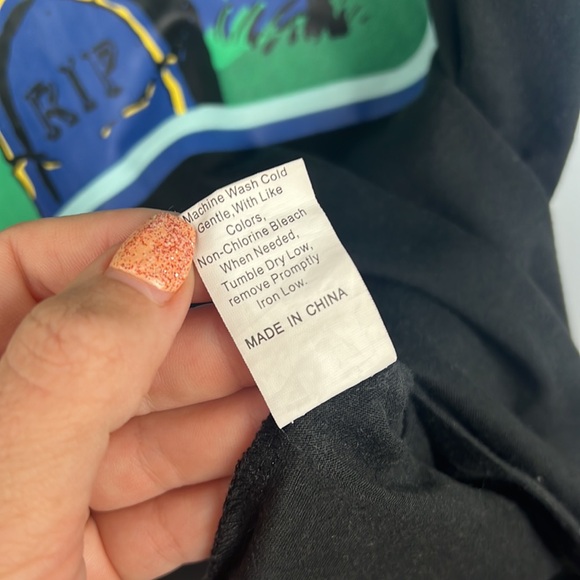 RIP
Machine Wash Cold
Gentle,With Like
Colors,
Non-Chlorine Bleach
When Needed,
Tumble Dry Low,
remove Promptly
Iron Low.
MADE IN CHINA